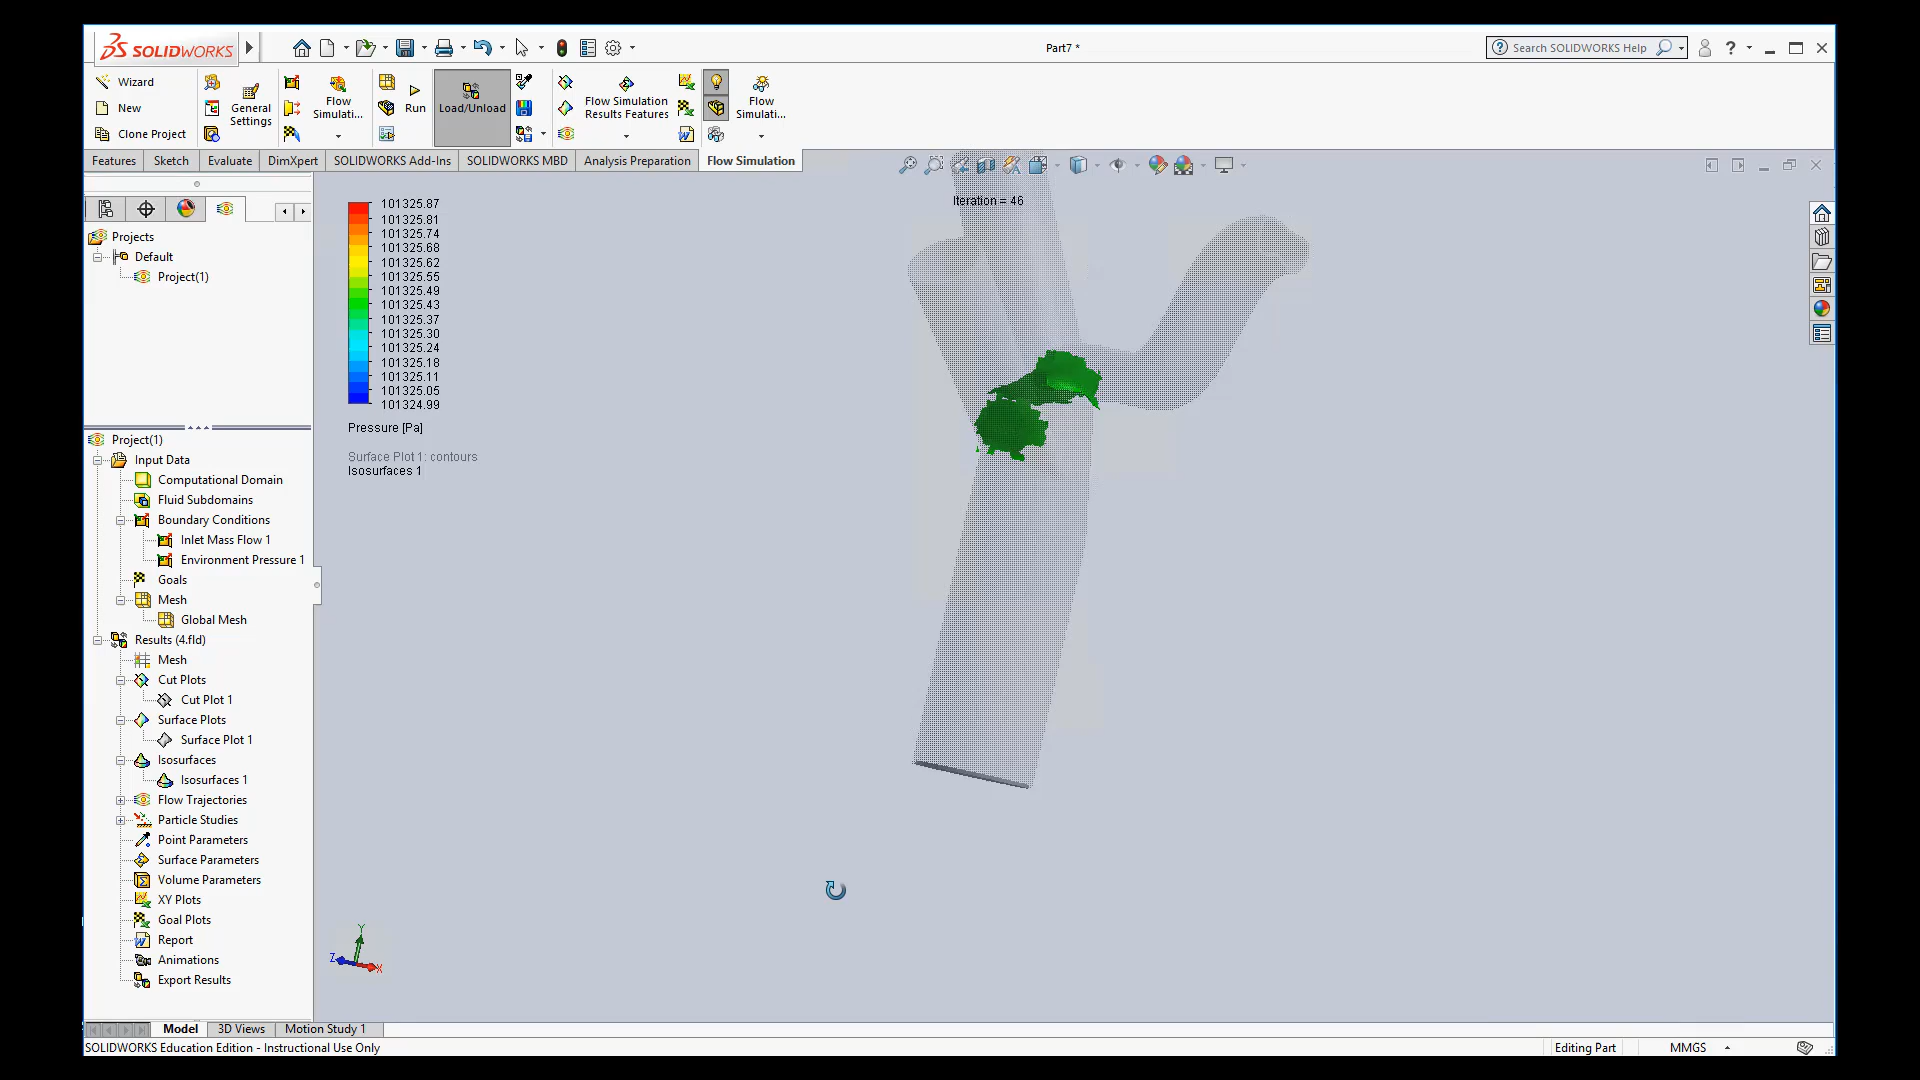 SOLIDWORKS
Part7 *
Search SOLIDWORKS Help
Wizard
New
Clone Project
General
Settings
Flow
Simulati...
Run
Load/Unload
Flow Simulation
Results Features
Flow
Simulati...
Features
Sketch
Evaluate
DimXpert
SOLIDWORKS Add-Ins
SOLIDWORKS MBD
Analysis Preparation
Flow Simulation
Projects
Default
Project(1)
Project(1)
Input Data
Computational Domain
Fluid Subdomains
Boundary Conditions
Inlet Mass Flow 1
Environment Pressure 1
Goals
Mesh
Global Mesh
Results (4.fld)
Mesh
Cut Plots
Cut Plot 1
Surface Plots
Surface Plot 1
Isosurfaces
Isosurfaces 1
Flow Trajectories
Particle Studies
Point Parameters
Surface Parameters
Volume Parameters
XY Plots
Goal Plots
Report
Animations
Export Results
101325.87
101325.81
101325.74
101325.68
101325.62
101325.55
101325.49
101325.43
101325.37
101325.30
101325.24
101325.18
101325.11
101325.05
101324.99
Pressure [Pa]
Surface Plot 1: contours
Isosurfaces 1
Iteration = 46
Y
Z
X
Model
3D Views
Motion Study 1
SOLIDWORKS Education Edition - Instructional Use Only
Editing Part
MMGS